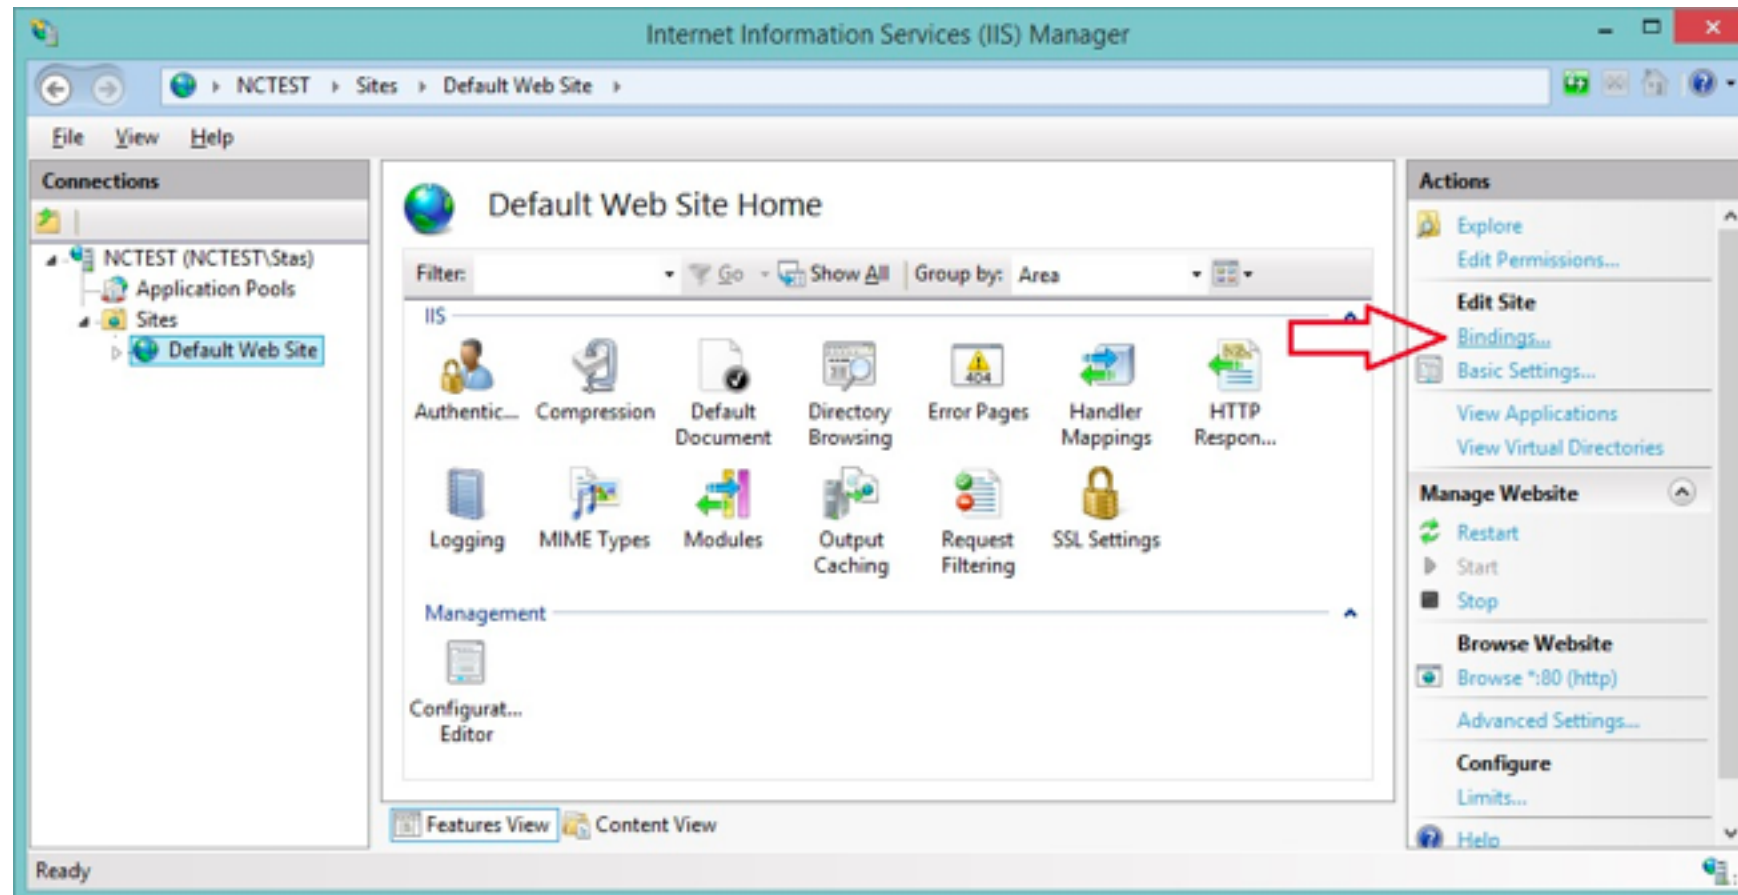 Internet Information Services (IIS) Manager
NCTEST Sites Default Web Site
File View Help
Connections
NCTEST (NCTEST\Stas)
Application Pools
Sites
Default Web Site
Default Web Site Home
Filter: Go Show All Group by: Area
IIS
Authentic... Compression Default Directory Error Pages Handler HTTP
Document Browsing Mappings Respon...
404
Logging MIME Types Modules Output Request SSL Settings
Caching Filtering
Management
Configurat...
Editor
Features View Content View
Actions
Explore
Edit Permissions...
Edit Site
Bindings...
Basic Settings...
View Applications
View Virtual Directories
Manage Website
Restart
Start
Stop
Browse Website
Browse *:80 (http)
Advanced Settings...
Configure
Limits...
Help
Ready